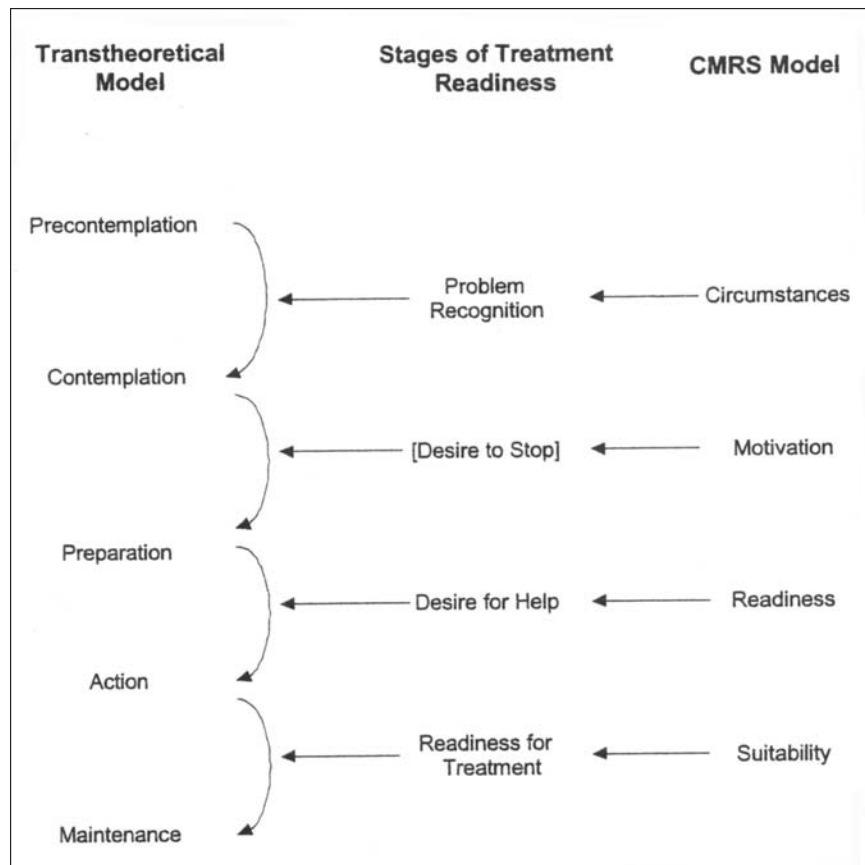 Transtheoretical
Model
Stages of Treatment
Readiness
CMRS Model
Precontemplation
Problem
Recognition
Circumstances
Contemplation
[Desire to Stop]
Motivation
Preparation
Desire for Help
Readiness
Action
Readiness for
Treatment
Suitability
Maintenance